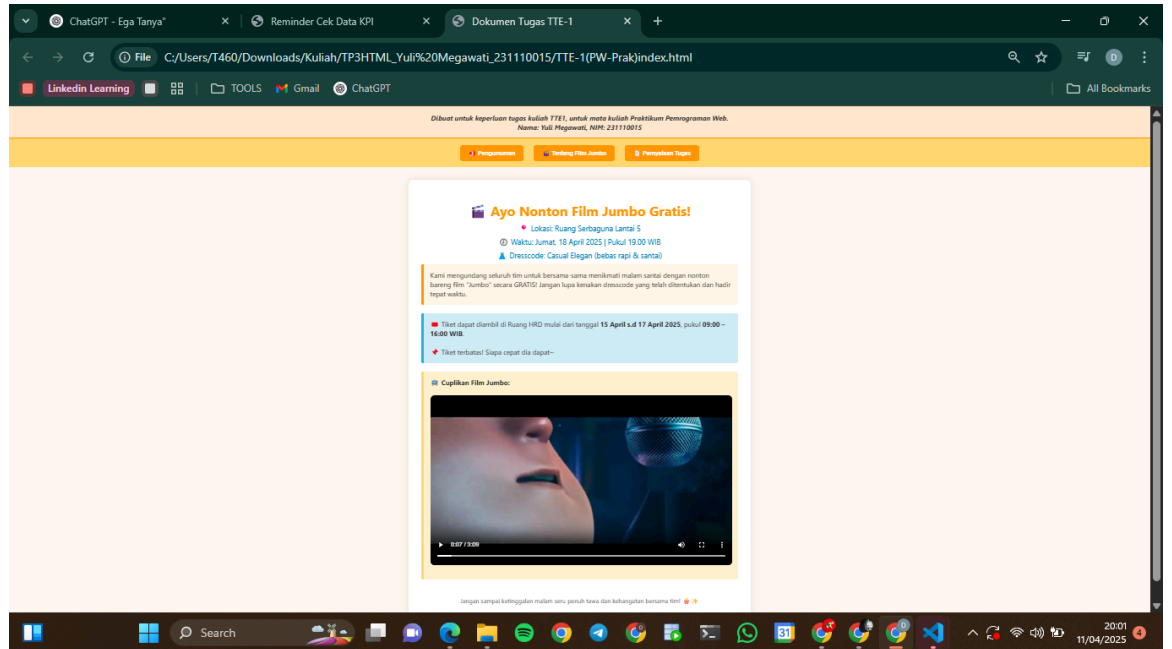 ChatGPT - Ega Tanya"
Reminder Cek Data KPI
Dokumen Tugas TTE-1
File
C:/Users/T460/Downloads/Kuliah/TP3HTML_Yuli%20Megawati_231110015/TTE-1(PW-Prak)index.html
D
Linkedin Learning
TOOLS
Gmail
ChatGPT
All Bookmarks
Dibuat untuk keperluan tugas kuliah TTE1, untuk mata kuliah Praktikum Pemrograman Web.
Nama: Yuli Megawati, NIM: 231110015
Pengumuman
Tentang Film Jumbo
Pernyataan Tugas
Ayo Nonton Film Jumbo Gratis!
Lokasi: Ruang Serbaguna Lantai 5
Waktu: Jumat, 18 April 2025 | Pukul 19.00 WIB
Dresscode: Casual Elegan (bebas rapi & santai)
Kami mengundang seluruh tim untuk bersama-sama menikmati malam santai dengan nonton
bareng film "Jumbo" secara GRATIS! Jangan lupa kenakan dresscode yang telah ditentukan dan hadir
tepat waktu.
Tiket dapat diambil di Ruang HRD mulai dari tanggal 15 April s.d 17 April 2025, pukul 09:00 –
16:00 WIB.
Tiket terbatas! Siapa cepat dia dapat~
Cuplikan Film Jumbo:
0:07 / 3:09
Jangan sampai ketinggalan malam seru penuh tawa dan kehangatan bersama tim!
Search
31
20:01
11/04/2025
4